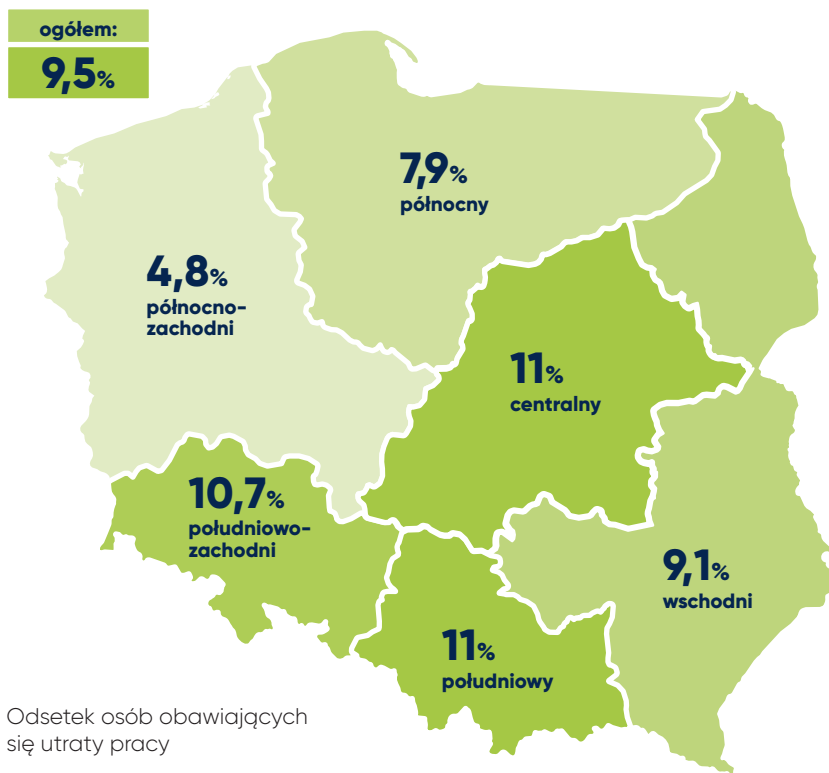 ogółem:
9,5%
7,9%
północny
4,8%
północno-
zachodni
11%
centralny
10,7%
południowo-
zachodni
9,1%
wschodni
11%
południowy
Odsetek osób obawiających
się utraty pracy